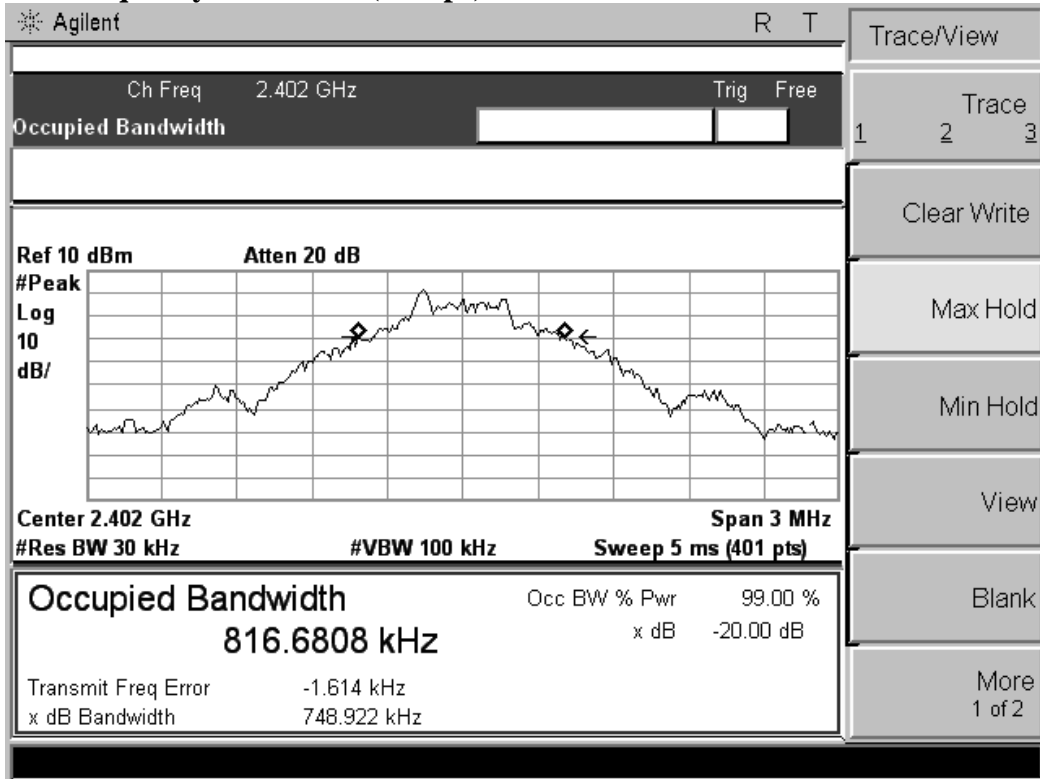 Agilent R T
Trace/View
Ch Freq 2.402 GHz Trig Free
Occupied Bandwidth
Trace
1 2 3
Clear Write
Ref 10 dBm Atten 20 dB
#Peak
Log
10
dB/
Max Hold
Min Hold
View
Center 2.402 GHz Span 3 MHz
#Res BW 30 kHz #VBW 100 kHz Sweep 5 ms (401 pts)
Occupied Bandwidth
816.6808 kHz
Occ BW % Pwr 99.00 %
x dB -20.00 dB
Transmit Freq Error -1.614 kHz
x dB Bandwidth 748.922 kHz
Blank
More
1 of 2